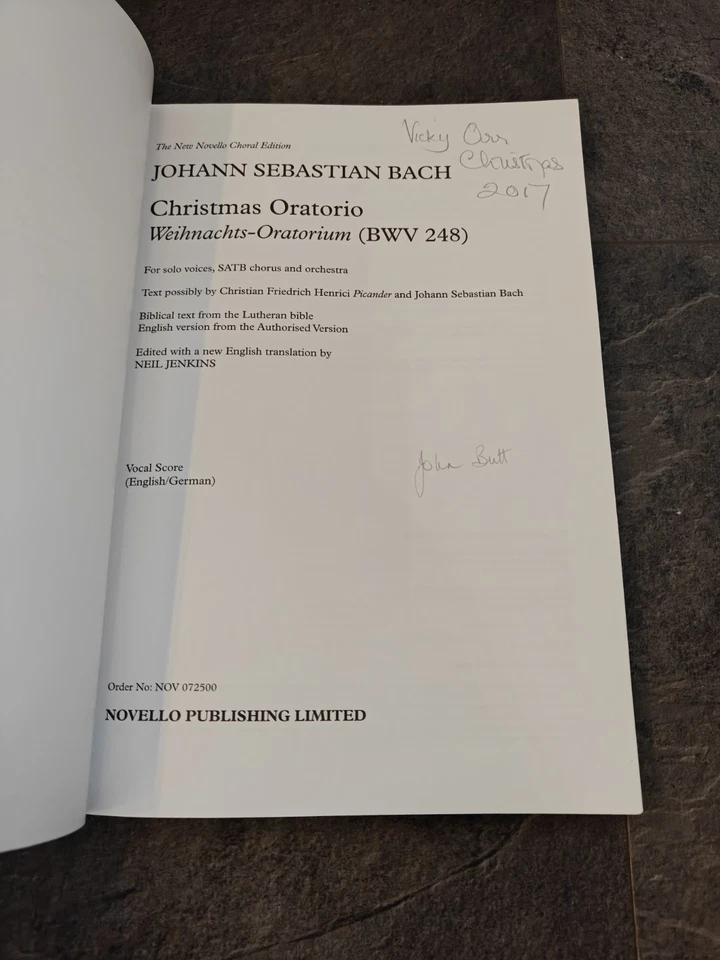 Vicky Orr
Christmas
2017
The New Novello Choral Edition
JOHANN SEBASTIAN BACH
Christmas Oratorio
Weihnachts-Oratorium (BWV 248)
For solo voices, SATB chorus and orchestra
Text possibly by Christian Friedrich Henrici Picander and Johann Sebastian Bach
Biblical text from the Lutheran bible
English version from the Authorised Version
Edited with a new English translation by
NEIL JENKINS
John Butt
Vocal Score
(English/German)
Order No: NOV 072500
NOVELLO PUBLISHING LIMITED